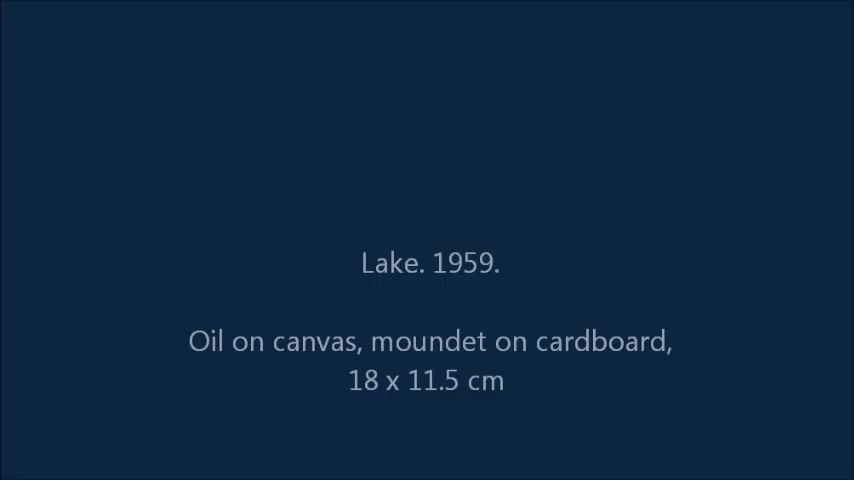 Lake. 1959.
Oil on canvas, moundet on cardboard,
18 x 11.5 cm